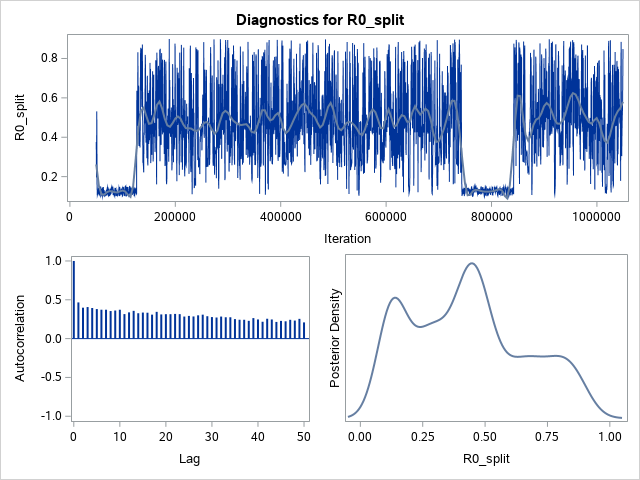 Diagnostics for R0_split
R0_split
0.8
0.6
0.4
0.2
0 200000 400000 600000 800000 1000000
Iteration
Autocorrelation
1.0
0.5
0.0
-0.5
-1.0
0 10 20 30 40 50
Lag
Posterior Density
0.00 0.25 0.50 0.75 1.00
R0_split